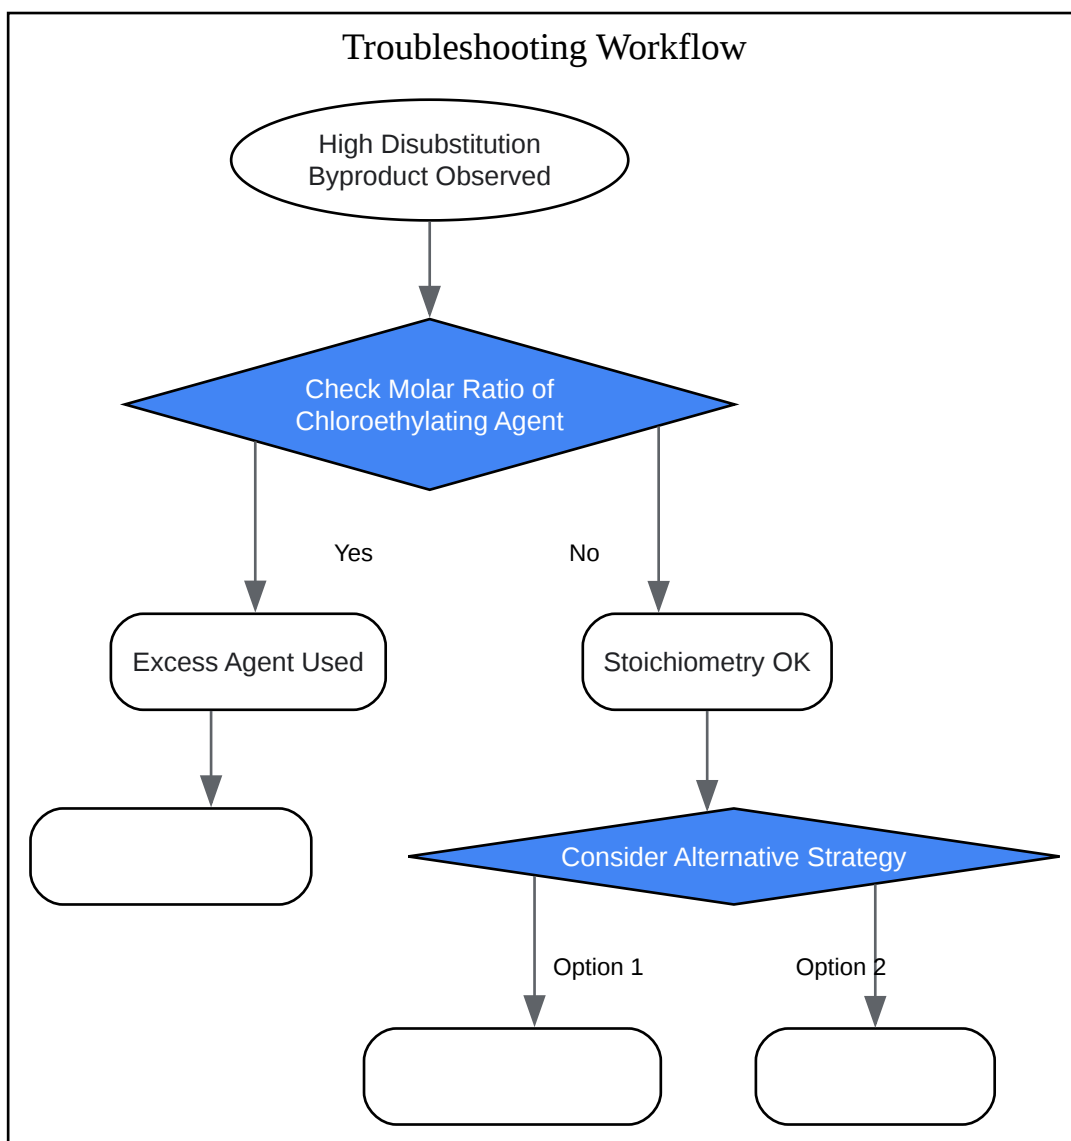 Troubleshooting Workflow
High Disubstitution
Byproduct Observed
Check Molar Ratio of
Chloroethylating Agent
Yes
No
Excess Agent Used
Stoichiometry OK
Consider Alternative Strategy
Option 1
Option 2